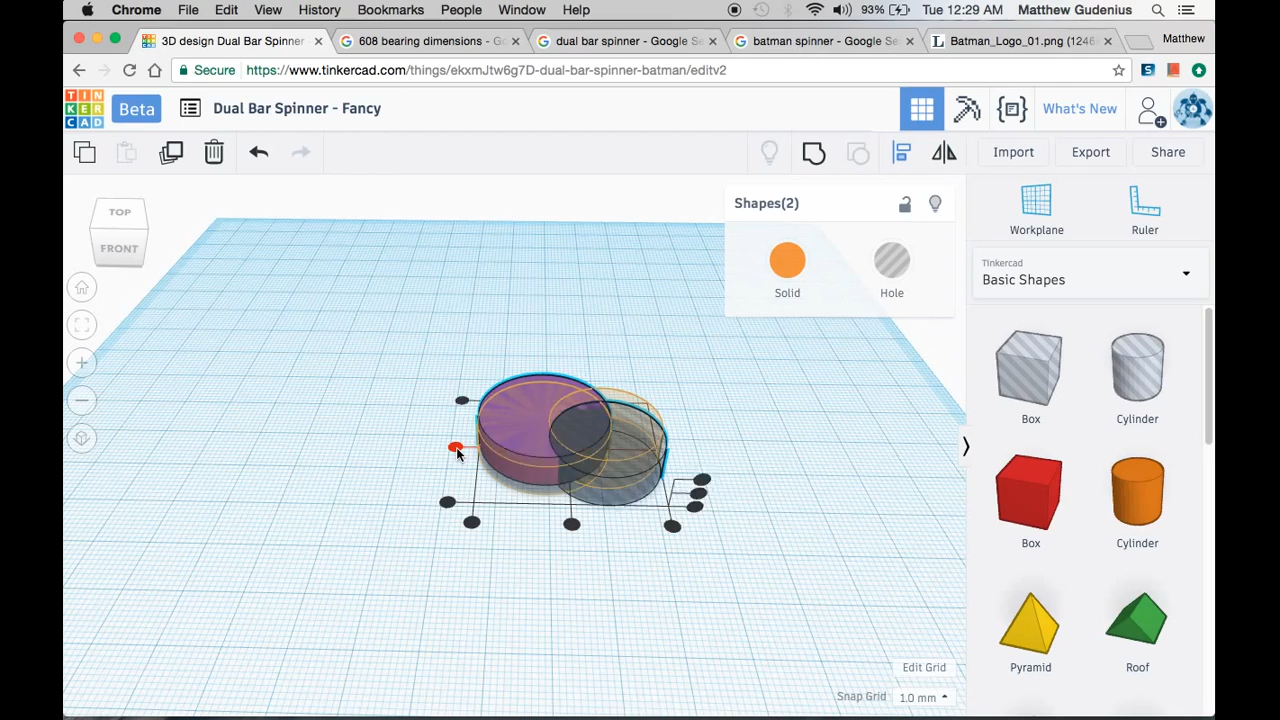 Chrome File Edit View History Bookmarks People Window Help 93% Tue 12:29 AM Matthew Gudenius
3D design Dual Bar Spinner 608 bearing dimensions - Go dual bar spinner - Google Se batman spinner - Google Se Batman_Logo_01.png (1246 Matthew
Secure https://www.tinkercad.com/things/ekxmJtw6g7D-dual-bar-spinner-batman/editv2
TIN
KER
CAD
Beta Dual Bar Spinner - Fancy What's New
Import Export Share
TOP
FRONT
Shapes(2)
Solid Hole
Workplane Ruler
Tinkercad
Basic Shapes
Box Cylinder
Box Cylinder
Pyramid Roof
Edit Grid
Snap Grid 1.0 mm